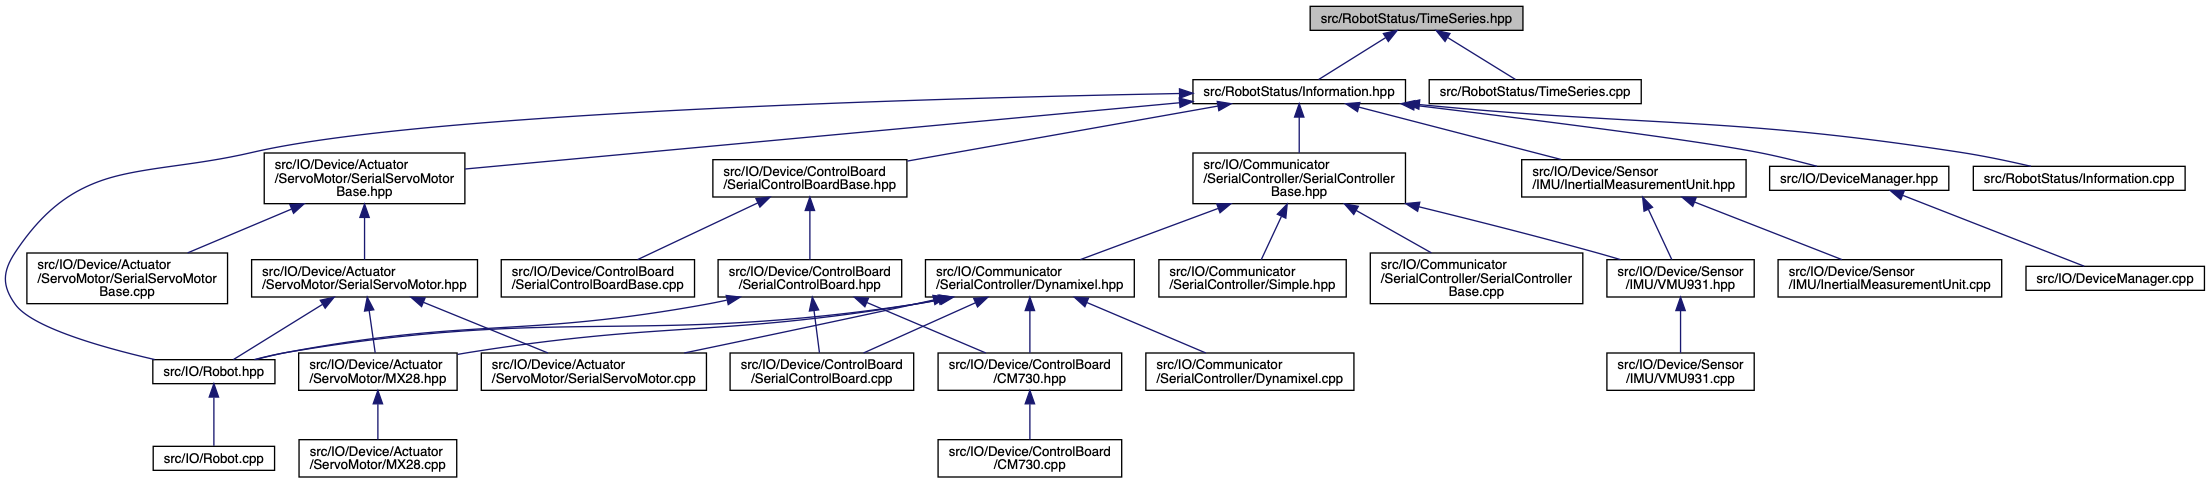 src/RobotStatus/TimeSeries.hpp
src/RobotStatus/Information.hpp
src/RobotStatus/TimeSeries.cpp
src/IO/Device/Actuator
/ServoMotor/SerialServoMotor
Base.hpp
src/IO/Device/ControlBoard
/SerialControlBoardBase.hpp
src/IO/Communicator
/SerialController/SerialController
Base.hpp
src/IO/Device/Sensor
/IMU/InertialMeasurementUnit.hpp
src/IO/DeviceManager.hpp
src/RobotStatus/Information.cpp
src/IO/Device/Actuator
/ServoMotor/SerialServoMotor
Base.cpp
src/IO/Device/Actuator
/ServoMotor/SerialServoMotor.hpp
src/IO/Device/ControlBoard
/SerialControlBoardBase.cpp
src/IO/Device/ControlBoard
/SerialControlBoard.hpp
src/IO/Communicator
/SerialController/Dynamixel.hpp
src/IO/Communicator
/SerialController/Simple.hpp
src/IO/Communicator
/SerialController/SerialController
Base.cpp
src/IO/Device/Sensor
/IMU/VMU931.hpp
src/IO/Device/Sensor
/IMU/InertialMeasurementUnit.cpp
src/IO/DeviceManager.cpp
src/IO/Robot.hpp
src/IO/Device/Actuator
/ServoMotor/MX28.hpp
src/IO/Device/Actuator
/ServoMotor/SerialServoMotor.cpp
src/IO/Device/ControlBoard
/SerialControlBoard.cpp
src/IO/Device/ControlBoard
/CM730.hpp
src/IO/Communicator
/SerialController/Dynamixel.cpp
src/IO/Device/Sensor
/IMU/VMU931.cpp
src/IO/Robot.cpp
src/IO/Device/Actuator
/ServoMotor/MX28.cpp
src/IO/Device/ControlBoard
/CM730.cpp